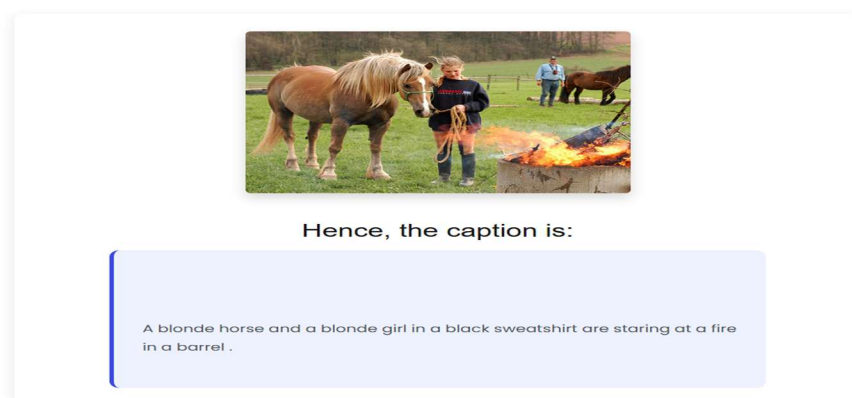 Hence, the caption is:
A blonde horse and a blonde girl in a black sweatshirt are staring at a fire
in a barrel .